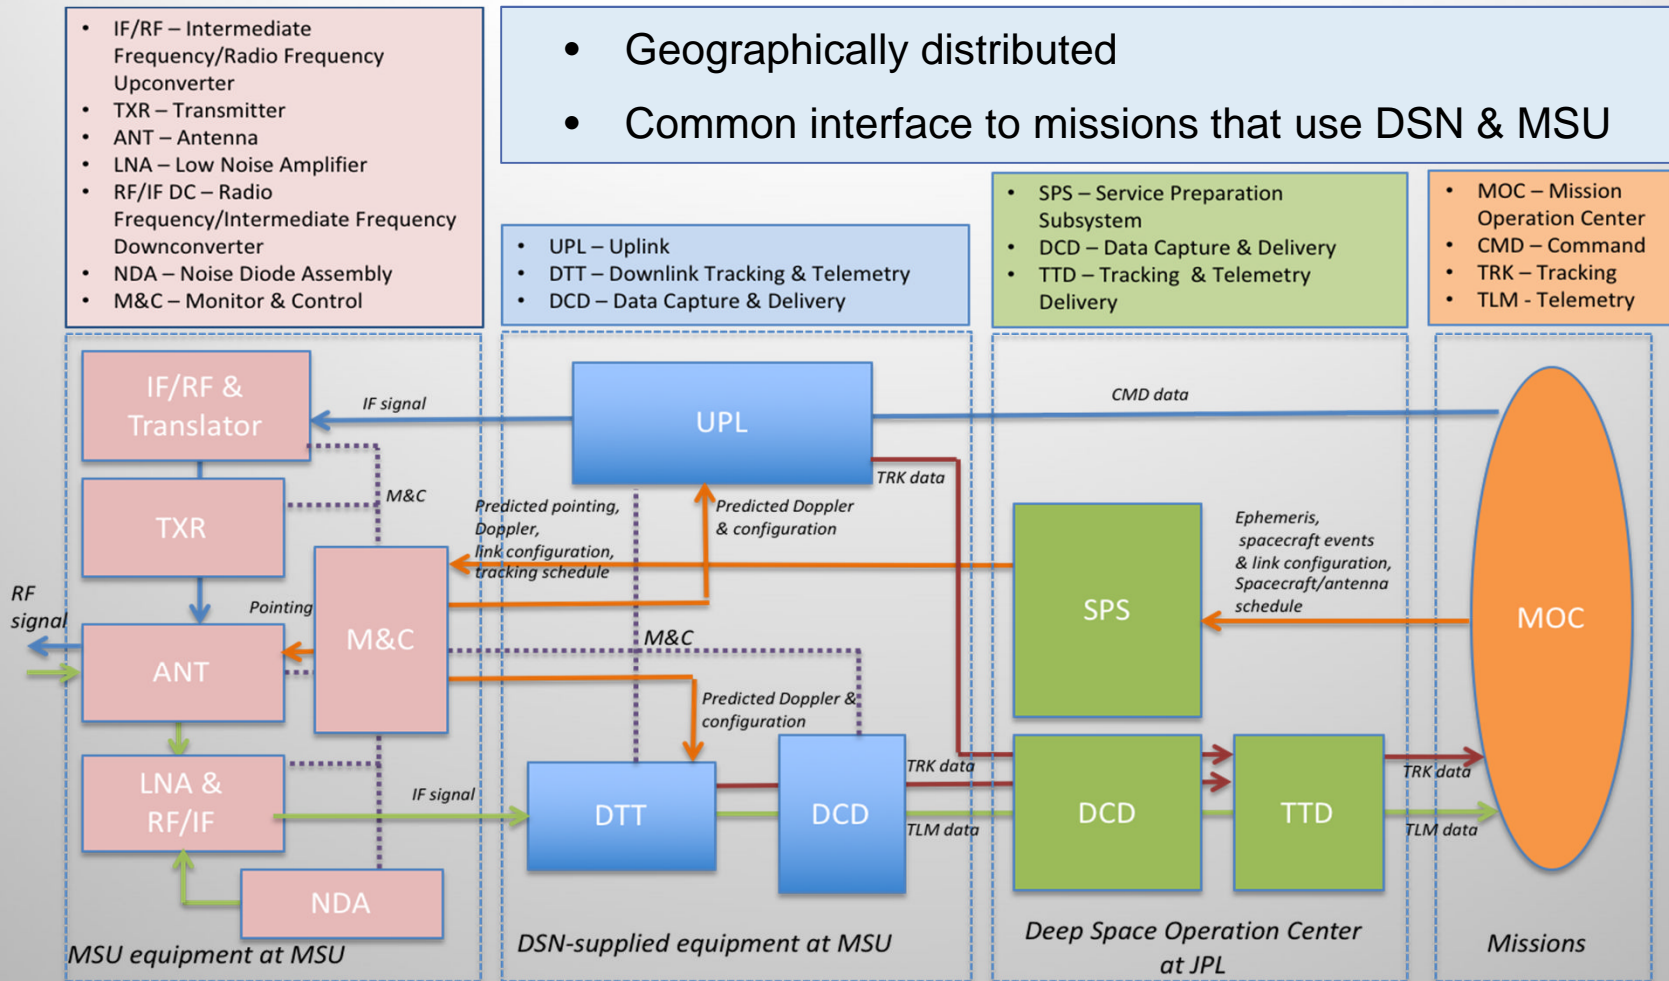 • IF/RF – Intermediate
Frequency/Radio Frequency
Upconverter
• TXR – Transmitter
• ANT – Antenna
• LNA – Low Noise Amplifier
• RF/IF DC – Radio
Frequency/Intermediate Frequency
Downconverter
• NDA – Noise Diode Assembly
• M&C – Monitor & Control
• Geographically distributed
• Common interface to missions that use DSN & MSU
• UPL – Uplink
• DTT – Downlink Tracking & Telemetry
• DCD – Data Capture & Delivery
• SPS – Service Preparation
Subsystem
• DCD – Data Capture & Delivery
• TTD – Tracking & Telemetry
Delivery
• MOC – Mission
Operation Center
• CMD – Command
• TRK – Tracking
• TLM - Telemetry
IF/RF &
Translator
IF signal
UPL
CMD data
TRK data
M&C
TXR
Predicted pointing,
Doppler,
link configuration,
tracking schedule
Predicted Doppler
& configuration
Ephemeris,
spacecraft events
& link configuration,
Spacecraft/antenna
schedule
RF
signal
Pointing
M&C
SPS
MOC
M&C
ANT
Predicted Doppler &
configuration
LNA &
RF/IF
IF signal
DTT
DCD
TRK data
TLM data
DCD
TTD
TRK data
TLM data
NDA
MSU equipment at MSU
DSN-supplied equipment at MSU
Deep Space Operation Center
at JPL
Missions